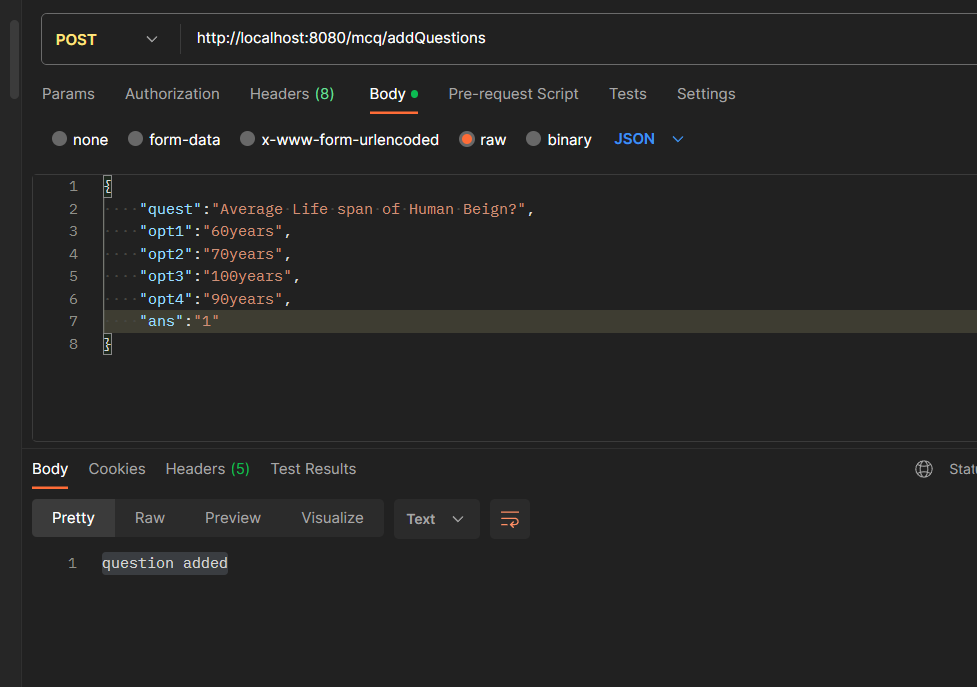 POST http://localhost:8080/mcq/addQuestions
Params Authorization Headers (8) Body Pre-request Script Tests Settings
none form-data x-www-form-urlencoded raw binary JSON
1 {
2 "quest":"Average Life span of Human Beign?",
3 "opt1":"60years",
4 "opt2":"70years",
5 "opt3":"100years",
6 "opt4":"90years",
7 "ans":"1"
8 }
Body Cookies Headers (5) Test Results
Pretty Raw Preview Visualize Text
1 question added